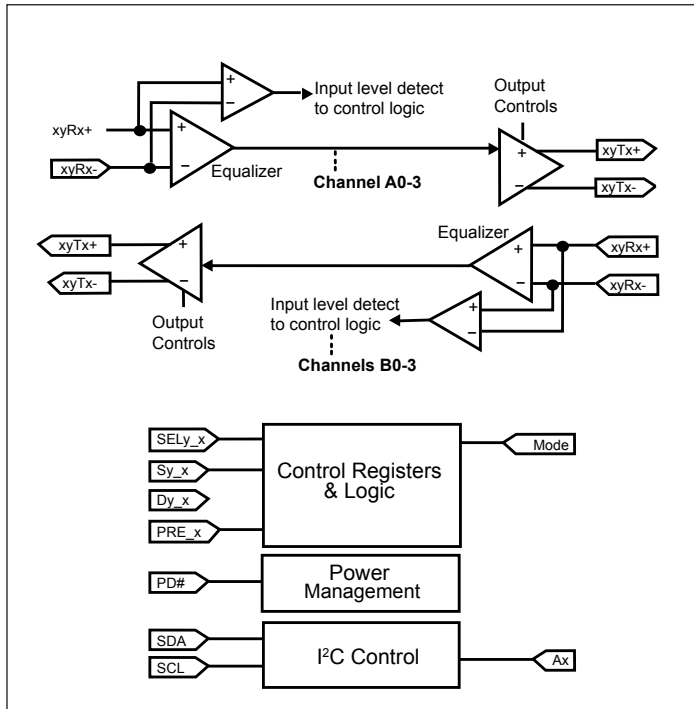 Input level detect
to control logic
Output
Controls
+
−
xyRx+
+
+
xyTx+
xyRx-
−
Equalizer
−
xyTx-
Channel A0-3
Equalizer
xyTx+
+
+
xyRx+
xyTx-
−
−
xyRx-
Output
Controls
Input level detect
to control logic
+
−
Channels B0-3
SELy_x
Sy_x
Dy_x
PRE_x
Control Registers
& Logic
Mode
PD#
Power
Management
SDA
SCL
I²C Control
Ax